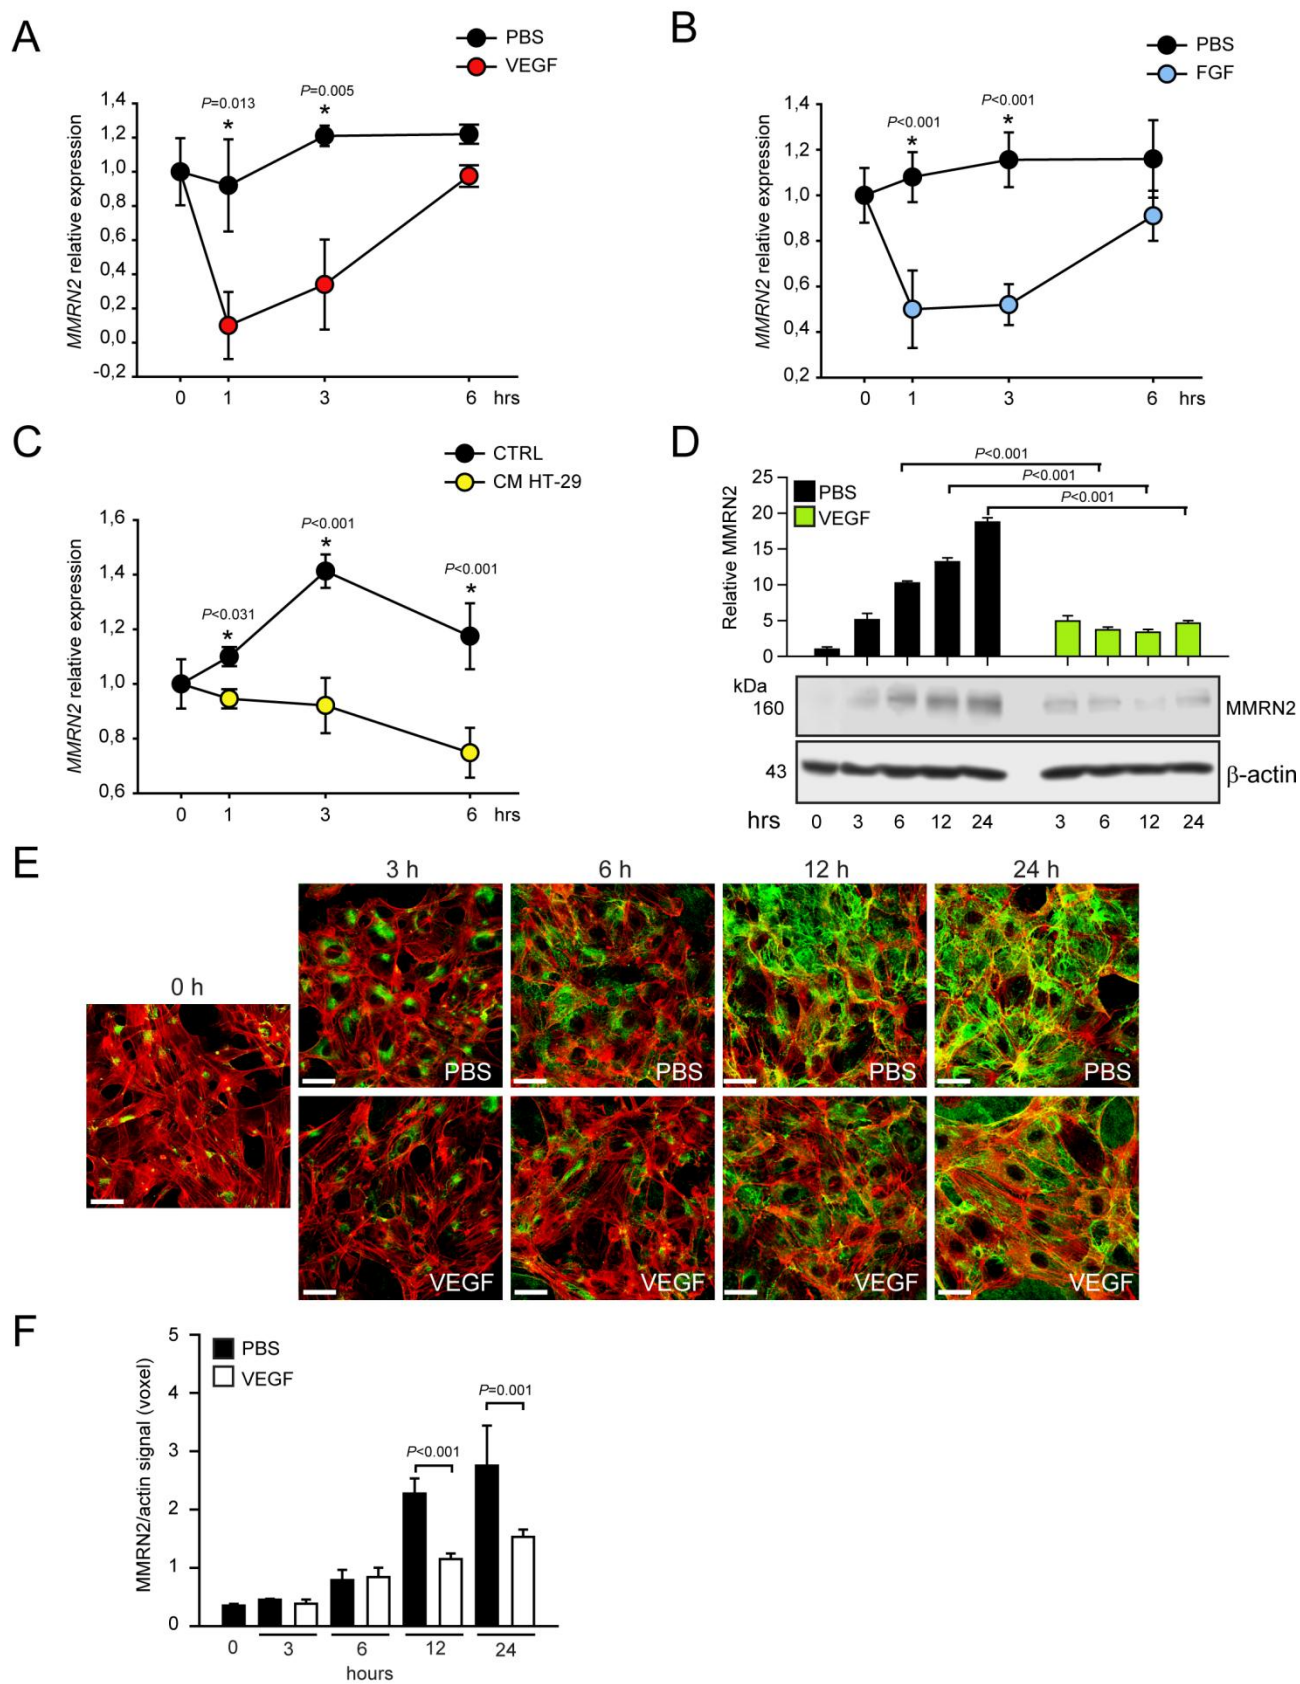 A
PBS
VEGF
P=0.013
*
P=0.005
*
MMRN2 relative expression
1,4
1,2
1,0
0,8
0,6
0,4
0,2
0,0
-0,2
0 1 3 6 hrs
B
PBS
FGF
P<0.001
*
P<0.001
*
MMRN2 relative expression
1,4
1,2
1,0
0,8
0,6
0,4
0,2
0 1 3 6 hrs
C
CTRL
CM HT-29
P<0.031
*
P<0.001
*
P<0.001
*
MMRN2 relative expression
1,6
1,4
1,2
1,0
0,8
0,6
0 1 3 6 hrs
D
P<0.001
P<0.001
P<0.001
PBS
VEGF
Relative MMRN2
25
20
15
10
5
0
kDa
160
MMRN2
43
β-actin
hrs 0 3 6 12 24 3 6 12 24
E
0 h
3 h 6 h 12 h 24 h
PBS PBS PBS PBS
VEGF VEGF VEGF VEGF
F
PBS
VEGF
P<0.001
P=0.001
MMRN2/actin signal (voxel)
5
4
3
2
1
0
0 3 6 12 24
hours